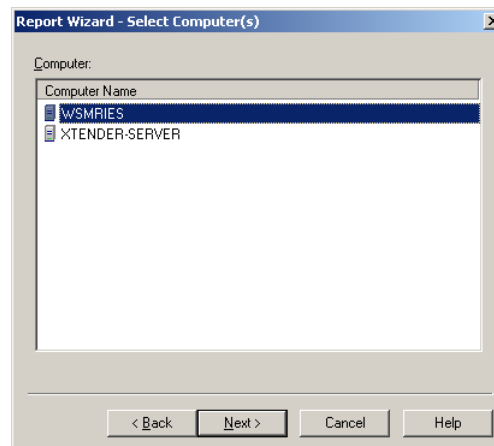 Report Wizard - Select Computer(s)
Computer:
Computer Name
WSMRIES
XTENDER-SERVER
< Back Next > Cancel Help